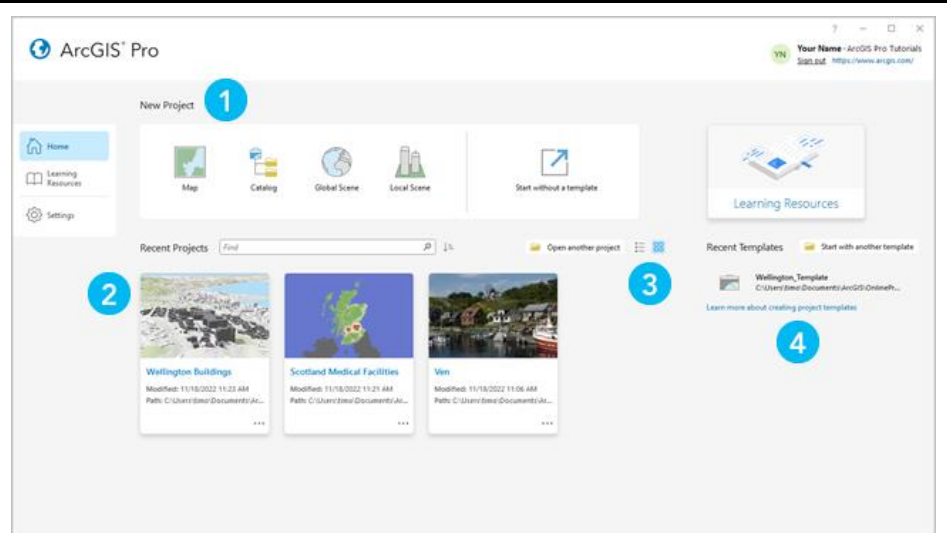 ?
ArcGIS® Pro
YN
Your Name - ArcGIS Pro Tutorials
Sign out https://www.arcgis.com/
New Project
1
Home
Learning
Resources
Settings
Map
Catalog
Global Scene
Local Scene
Start without a template
Learning Resources
Recent Projects
Find
Open another project
Recent Templates
Start with another template
2
3
Wellington_Template
C:\Users\timo\Documents\ArcGIS\OnlinePr...
Learn more about creating project templates
4
Wellington Buildings
Modified: 11/18/2022 11:23 AM
Path: C:\Users\timo\Documents\Ar...
Scotland Medical Facilities
Modified: 11/18/2022 11:21 AM
Path: C:\Users\timo\Documents\Ar...
Ven
Modified: 11/18/2022 11:06 AM
Path: C:\Users\timo\Documents\Ar...